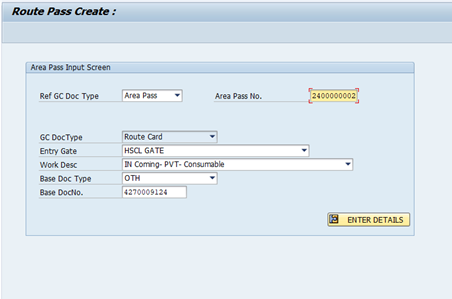 Route Pass Create :
Area Pass Input Screen
Ref GC Doc Type Area Pass Area Pass No. 2400000002
GC DocType Route Card
Entry Gate HSCL GATE
Work Desc IN Coming- PVT- Consumable
Base Doc Type OTH
Base DocNo. 4270009124
ENTER DETAILS